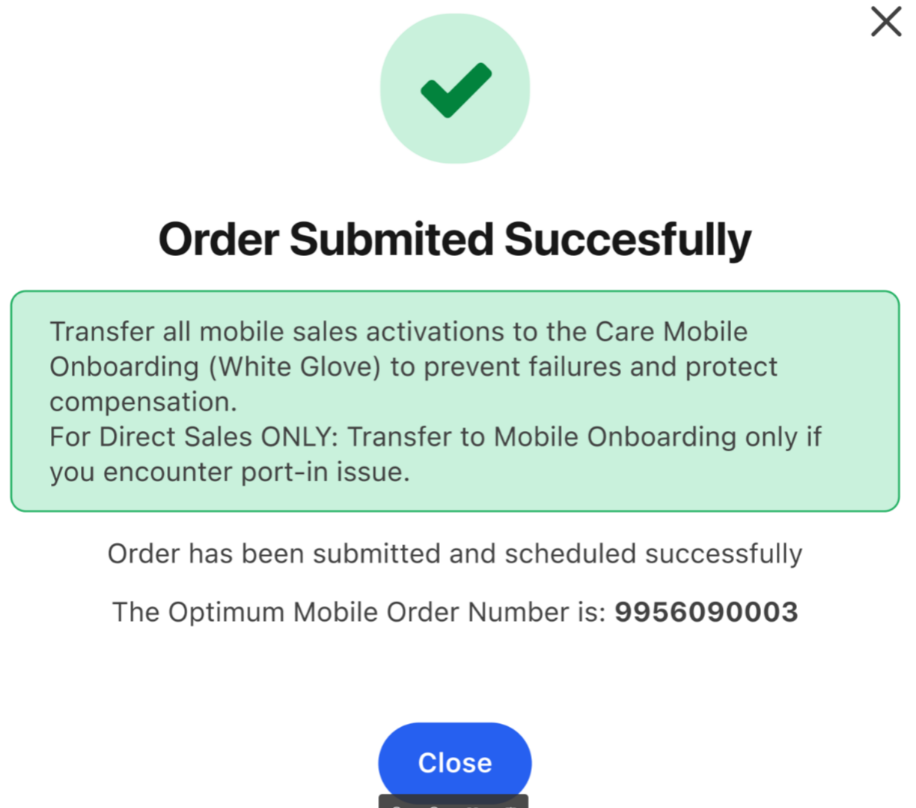 Order Submited Succesfully
Transfer all mobile sales activations to the Care Mobile
Onboarding (White Glove) to prevent failures and protect
compensation.
For Direct Sales ONLY: Transfer to Mobile Onboarding only if
you encounter port-in issue.
Order has been submitted and scheduled successfully
The Optimum Mobile Order Number is: 9956090003
Close